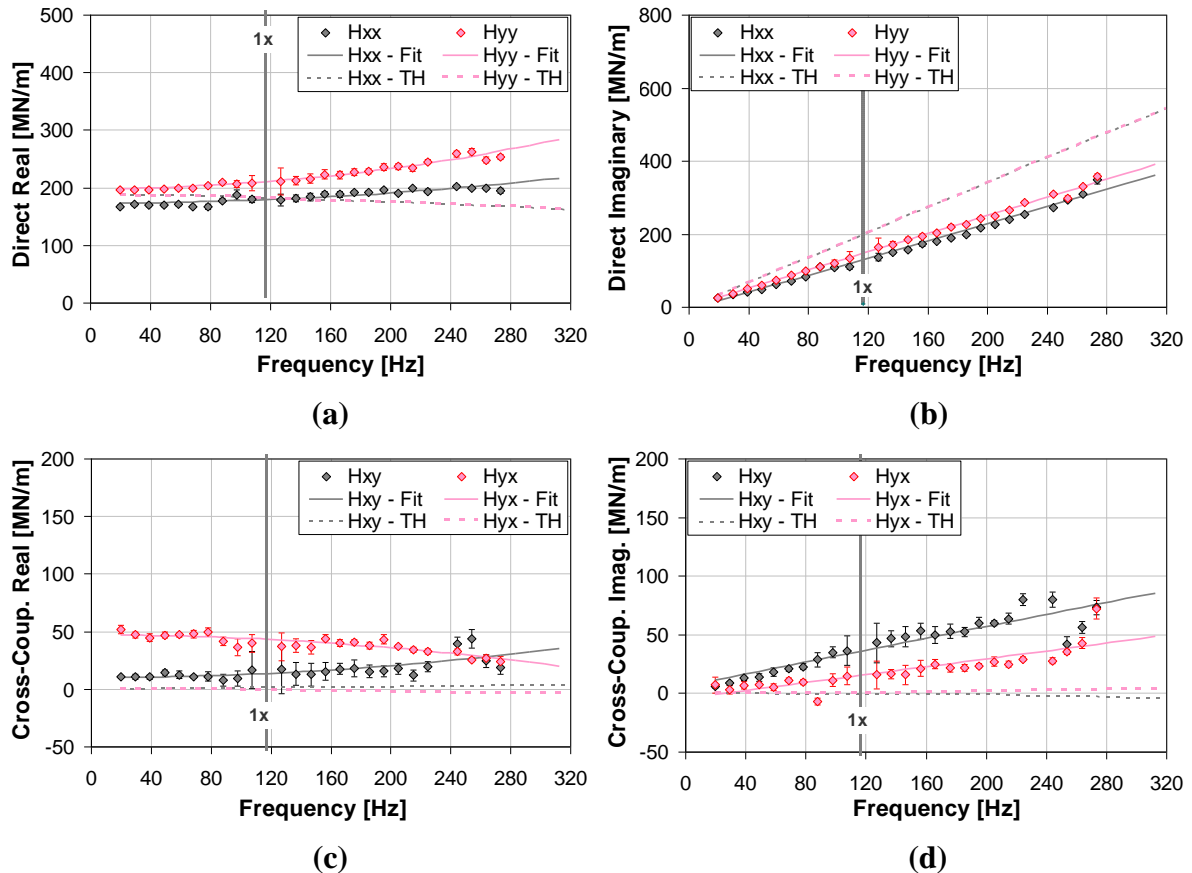 500
400
300
200
100
0
0 40 80 120 160 200 240 280 320
Direct Real [MN/m]
Frequency [Hz]
1x
Hxx Hyy
Hxx - Fit Hyy - Fit
Hxx - TH Hyy - TH
(a)
800
600
400
200
0
0 40 80 120 160 200 240 280 320
Direct Imaginary [MN/m]
Frequency [Hz]
1x
Hxx Hyy
Hxx - Fit Hyy - Fit
Hxx - TH Hyy - TH
(b)
200
150
100
50
0
-50
0 40 80 120 160 200 240 280 320
Cross-Coup. Real [MN/m]
Frequency [Hz]
1x
Hxy Hyx
Hxy - Fit Hyx - Fit
Hxy - TH Hyx - TH
(c)
200
150
100
50
0
-50
0 40 80 120 160 200 240 280 320
Cross-Coup. Imag. [MN/m]
Frequency [Hz]
1x
Hxy Hyx
Hxy - Fit Hyx - Fit
Hxy - TH Hyx - TH
(d)